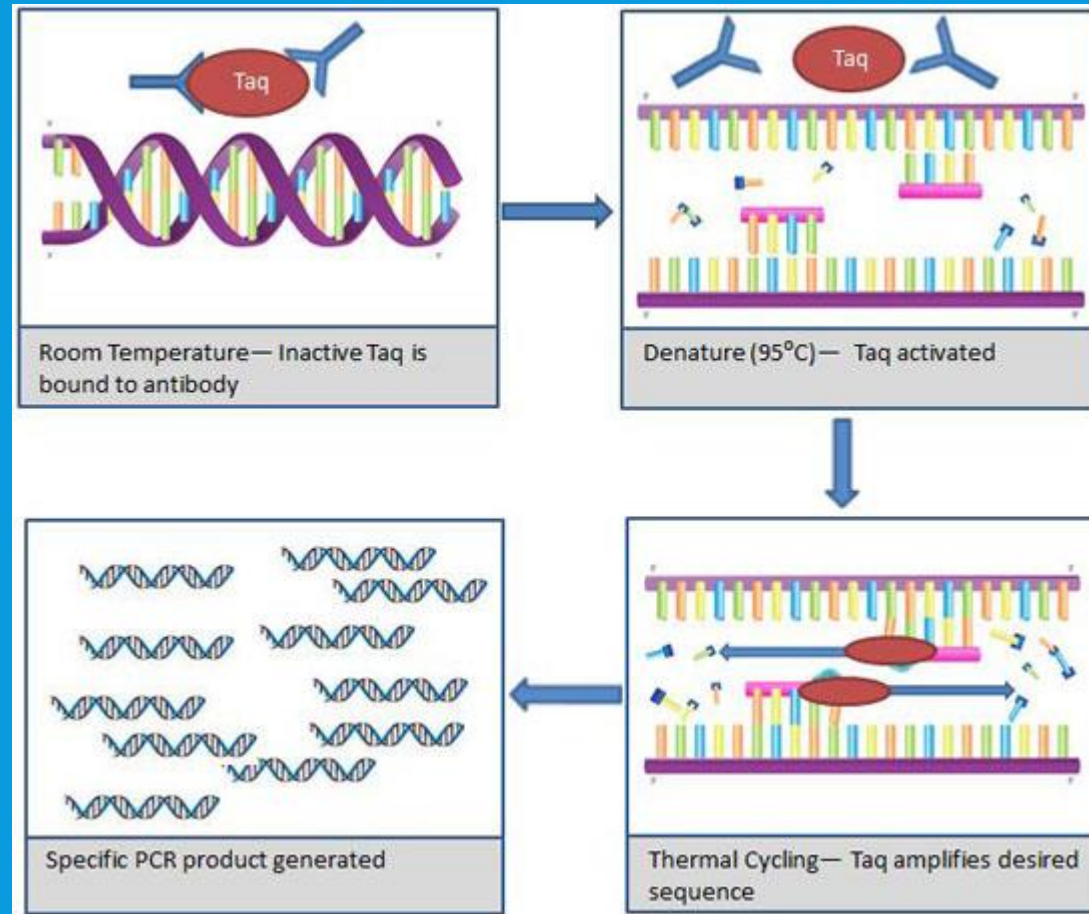 Taq
Room Temperature— Inactive Taq is
bound to antibody
Taq
Denature (95°C)— Taq activated
Thermal Cycling— Taq amplifies desired
sequence
Specific PCR product generated